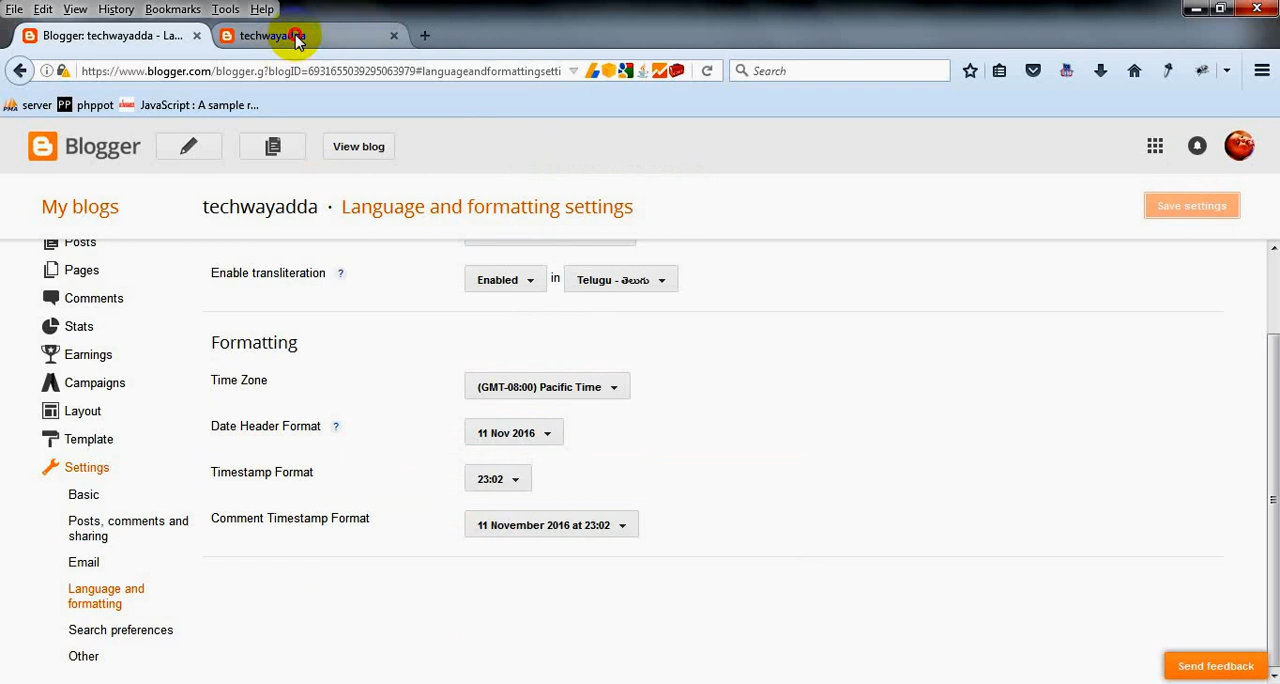 File Edit View History Bookmarks Tools Help
Blogger: techwayadda - La... × techwayadda × +
https://www.blogger.com/blogger.g?blogID=6931655039295063979#languageandformattingsetti Search
server PP phppot JavaScript : A sample r...
Blogger View blog
My blogs techwayadda · Language and formatting settings Save settings
Posts
Enable transliteration ? Enabled in Telugu - తెలుగు
Pages
Comments
Stats
Earnings
Campaigns
Layout
Template
Settings
Basic
Posts, comments and
sharing
Email
Language and
formatting
Search preferences
Other
Formatting
Time Zone (GMT-08:00) Pacific Time
Date Header Format ? 11 Nov 2016
Timestamp Format 23:02
Comment Timestamp Format 11 November 2016 at 23:02
Send feedback